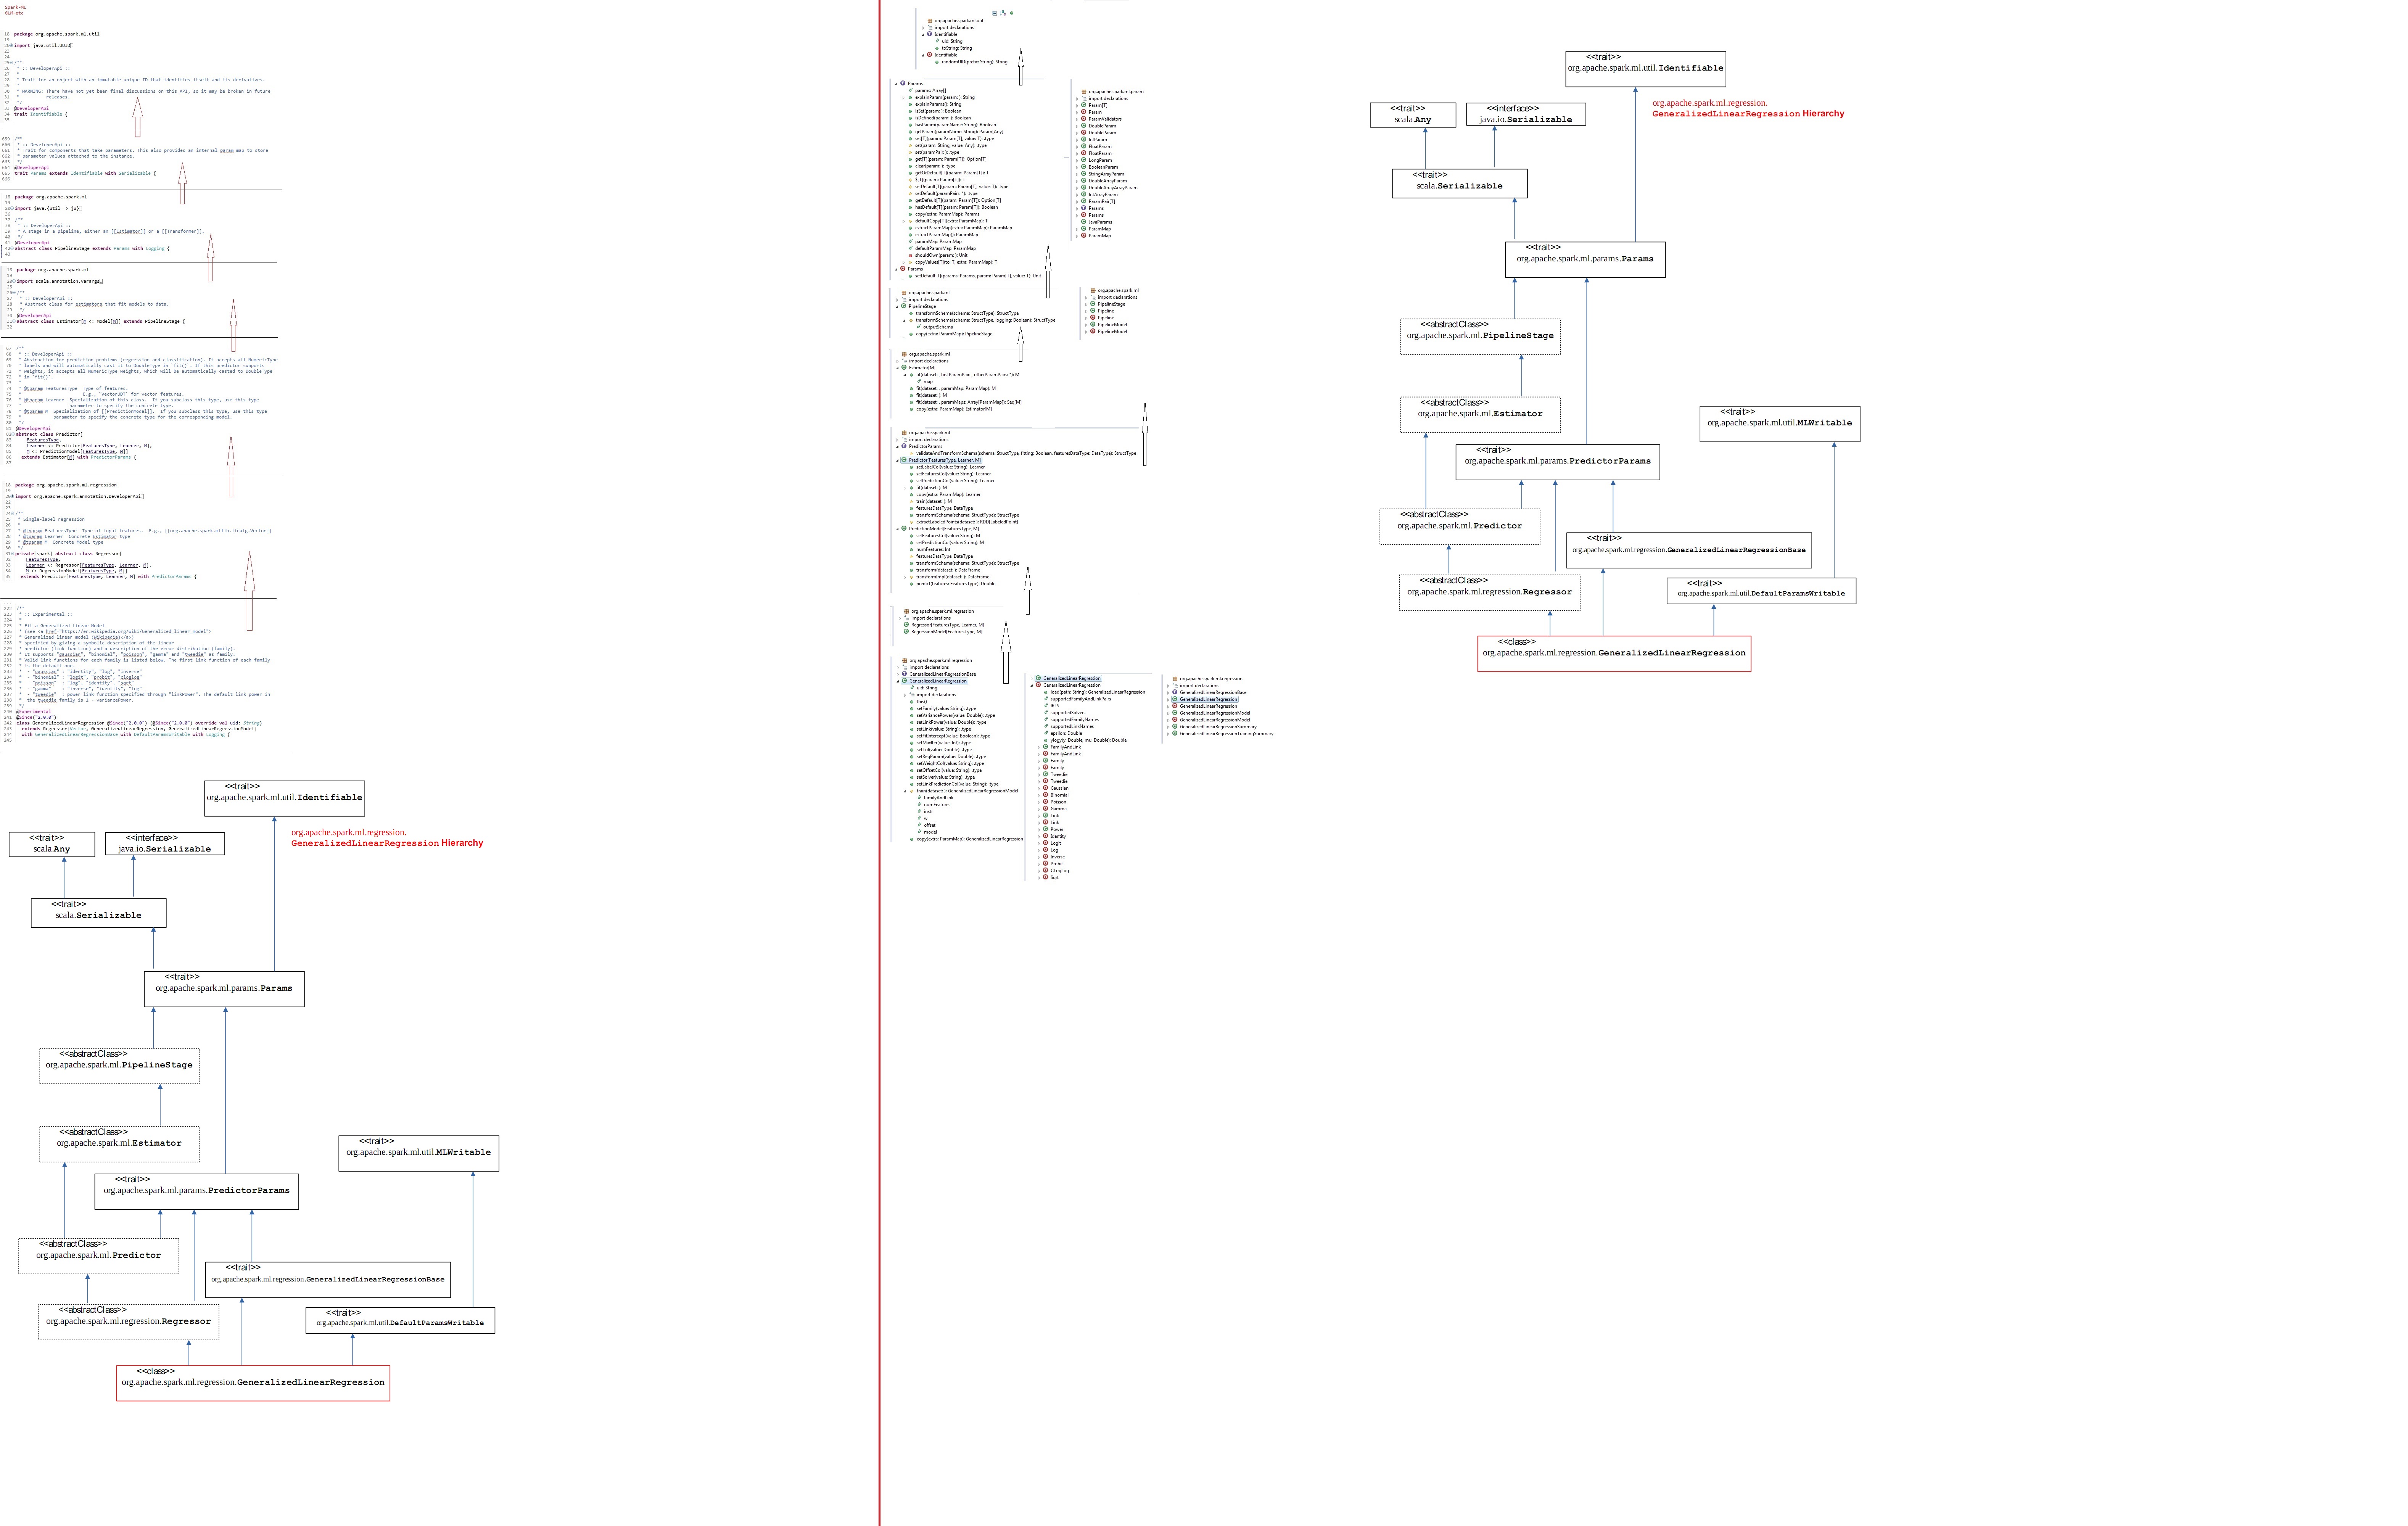 Spark-ML
GLM-etc
18 package org.apache.spark.ml.util
19
20 import java.util.UUID
23
24
25 /**
26 * :: DeveloperApi ::
27 *
28 * Trait for an object with an immutable unique ID that identifies itself and its derivatives.
29 *
30 * WARNING: There have not yet been final discussions on this API, so it may be broken in future
31 * releases.
32 */
33 @DeveloperApi
34 trait Identifiable {
35
659 /**
660 * :: DeveloperApi ::
661 * Trait for components that take parameters. This also provides an internal param map to store
662 * parameter values attached to the instance.
663 */
664 @DeveloperApi
665 trait Params extends Identifiable with Serializable {
666
18 package org.apache.spark.ml
19
20 import java.{util => ju}
36
37 /**
38 * :: DeveloperApi ::
39 * A stage in a pipeline, either an [[Estimator]] or a [[Transformer]].
40 */
41 @DeveloperApi
42 abstract class PipelineStage extends Params with Logging {
43
18 package org.apache.spark.ml
19
20 import scala.annotation.varargs
25
26 /**
27 * :: DeveloperApi ::
28 * Abstract class for estimators that fit models to data.
29 */
30 @DeveloperApi
31 abstract class Estimator[M <: Model[M]] extends PipelineStage {
32
67 /**
68 * :: DeveloperApi ::
69 * Abstraction for prediction problems (regression and classification). It accepts all NumericType
70 * labels and will automatically cast it to DoubleType in `fit()`. If this predictor supports
71 * weights, it accepts all NumericType weights, which will be automatically casted to DoubleType
72 * in `fit()`.
73 *
74 * @tparam FeaturesType Type of features.
75 * E.g., `VectorUDT` for vector features.
76 * @tparam Learner Specialization of this class. If you subclass this type, use this type
77 * parameter to specify the concrete type.
78 * @tparam M Specialization of [[PredictionModel]]. If you subclass this type, use this type
79 * parameter to specify the concrete type for the corresponding model.
80 */
81 @DeveloperApi
82 abstract class Predictor[
83 FeaturesType,
84 Learner <: Predictor[FeaturesType, Learner, M],
85 M <: PredictionModel[FeaturesType, M]]
86 extends Estimator[M] with PredictorParams {
87
18 package org.apache.spark.ml.regression
19
20 import org.apache.spark.annotation.DeveloperApi
22
23
24 /**
25 * Single-label regression
26 *
27 * @tparam FeaturesType Type of input features. E.g., [[org.apache.spark.mllib.linalg.Vector]]
28 * @tparam Learner Concrete Estimator type
29 * @tparam M Concrete Model type
30 */
31 private[spark] abstract class Regressor[
32 FeaturesType,
33 Learner <: Regressor[FeaturesType, Learner, M],
34 M <: RegressionModel[FeaturesType, M]]
35 extends Predictor[FeaturesType, Learner, M] with PredictorParams {
222 /**
223 * :: Experimental ::
224 *
225 * Fit a Generalized Linear Model
226 * (see <a href="https://en.wikipedia.org/wiki/Generalized_linear_model">
227 * Generalized linear model (Wikipedia)</a>)
228 * specified by giving a symbolic description of the linear
229 * predictor (link function) and a description of the error distribution (family).
230 * It supports "gaussian", "binomial", "poisson", "gamma" and "tweedie" as family.
231 * Valid link functions for each family is listed below. The first link function of each family
232 * is the default one.
233 * - "gaussian" : "identity", "log", "inverse"
234 * - "binomial" : "logit", "probit", "cloglog"
235 * - "poisson" : "log", "identity", "sqrt"
236 * - "gamma" : "inverse", "identity", "log"
237 * - "tweedie" : power link function specified through "linkPower". The default link power in
238 * the tweedie family is 1 - variancePower.
239 */
240 @Experimental
241 @Since("2.0.0")
242 class GeneralizedLinearRegression @Since("2.0.0") (@Since("2.0.0") override val uid: String)
243 extends Regressor[Vector, GeneralizedLinearRegression, GeneralizedLinearRegressionModel]
244 with GeneralizedLinearRegressionBase with DefaultParamsWritable with Logging {
245
<<trait>>
org.apache.spark.ml.util.Identifiable
org.apache.spark.ml.regression.
GeneralizedLinearRegression Hierarchy
<<trait>>
scala.Any
<<interface>>
java.io.Serializable
<<trait>>
scala.Serializable
<<trait>>
org.apache.spark.ml.params.Params
<<abstractClass>>
org.apache.spark.ml.PipelineStage
<<abstractClass>>
org.apache.spark.ml.Estimator
<<trait>>
org.apache.spark.ml.util.MLWritable
<<trait>>
org.apache.spark.ml.params.PredictorParams
<<abstractClass>>
org.apache.spark.ml.Predictor
<<trait>>
org.apache.spark.ml.regression.GeneralizedLinearRegressionBase
<<abstractClass>>
org.apache.spark.ml.regression.Regressor
<<trait>>
org.apache.spark.ml.util.DefaultParamsWritable
<<class>>
org.apache.spark.ml.regression.GeneralizedLinearRegression
org.apache.spark.ml.util
import declarations
Identifiable
uid: String
toString: String
Identifiable
randomUID(prefix: String): String
Params
params: Array[]
explainParam(param: ): String
explainParams(): String
isSet(param: ): Boolean
isDefined(param: ): Boolean
hasParam(paramName: String): Boolean
getParam(paramName: String): Param[Any]
set[T](param: Param[T], value: T): .type
set(param: String, value: Any): .type
set(paramPair: ): .type
get[T](param: Param[T]): Option[T]
clear(param: ): .type
getOrDefault[T](param: Param[T]): T
$[T](param: Param[T]): T
setDefault[T](param: Param[T], value: T): .type
setDefault(paramPairs: *): .type
getDefault[T](param: Param[T]): Option[T]
hasDefault[T](param: Param[T]): Boolean
copy(extra: ParamMap): Params
defaultCopy[T](extra: ParamMap): T
extractParamMap(extra: ParamMap): ParamMap
extractParamMap(): ParamMap
paramMap: ParamMap
defaultParamMap: ParamMap
shouldOwn(param: ): Unit
copyValues[T](to: T, extra: ParamMap): T
Params
setDefault[T](params: Params, param: Param[T], value: T): Unit
org.apache.spark.ml.param
import declarations
Param[T]
Param
ParamValidators
DoubleParam
DoubleParam
IntParam
FloatParam
FloatParam
LongParam
BooleanParam
StringArrayParam
DoubleArrayParam
DoubleArrayArrayParam
IntArrayParam
ParamPair[T]
Params
Params
JavaParams
ParamMap
ParamMap
org.apache.spark.ml
import declarations
PipelineStage
transformSchema(schema: StructType): StructType
transformSchema(schema: StructType, logging: Boolean): StructType
outputSchema
copy(extra: ParamMap): PipelineStage
org.apache.spark.ml
import declarations
PipelineStage
Pipeline
Pipeline
PipelineModel
PipelineModel
org.apache.spark.ml
import declarations
Estimator[M]
fit(dataset: , firstParamPair: , otherParamPairs: *): M
map
fit(dataset: , paramMap: ParamMap): M
fit(dataset: ): M
fit(dataset: , paramMaps: Array[ParamMap]): Seq[M]
copy(extra: ParamMap): Estimator[M]
org.apache.spark.ml
import declarations
PredictorParams
validateAndTransformSchema(schema: StructType, fitting: Boolean, featuresDataType: DataType): StructType
Predictor[FeaturesType, Learner, M]
setLabelCol(value: String): Learner
setFeaturesCol(value: String): Learner
setPredictionCol(value: String): Learner
fit(dataset: ): M
copy(extra: ParamMap): Learner
train(dataset: ): M
featuresDataType: DataType
transformSchema(schema: StructType): StructType
extractLabeledPoints(dataset: ): RDD[LabeledPoint]
PredictionModel[FeaturesType, M]
setFeaturesCol(value: String): M
setPredictionCol(value: String): M
numFeatures: Int
featuresDataType: DataType
transformSchema(schema: StructType): StructType
transform(dataset: ): DataFrame
transformImpl(dataset: ): DataFrame
predict(features: FeaturesType): Double
org.apache.spark.ml.regression
import declarations
Regressor[FeaturesType, Learner, M]
RegressionModel[FeaturesType, M]
org.apache.spark.ml.regression
import declarations
GeneralizedLinearRegressionBase
GeneralizedLinearRegression
uid: String
import declarations
this()
setFamily(value: String): .type
setVariancePower(value: Double): .type
setLinkPower(value: Double): .type
setLink(value: String): .type
setFitIntercept(value: Boolean): .type
setMaxIter(value: Int): .type
setTol(value: Double): .type
setRegParam(value: Double): .type
setWeightCol(value: String): .type
setOffsetCol(value: String): .type
setSolver(value: String): .type
setLinkPredictionCol(value: String): .type
train(dataset: ): GeneralizedLinearRegressionModel
familyAndLink
numFeatures
instr
w
offset
model
copy(extra: ParamMap): GeneralizedLinearRegression
GeneralizedLinearRegression
GeneralizedLinearRegression
load(path: String): GeneralizedLinearRegression
supportedFamilyAndLinkPairs
IRLS
supportedSolvers
supportedFamilyNames
supportedLinkNames
epsilon: Double
ylogy(y: Double, mu: Double): Double
FamilyAndLink
FamilyAndLink
Family
Family
Tweedie
Tweedie
Gaussian
Binomial
Poisson
Gamma
Link
Link
Power
Identity
Logit
Log
Inverse
Probit
CLogLog
Sqrt
org.apache.spark.ml.regression
import declarations
GeneralizedLinearRegressionBase
GeneralizedLinearRegression
GeneralizedLinearRegression
GeneralizedLinearRegressionModel
GeneralizedLinearRegressionModel
GeneralizedLinearRegressionSummary
GeneralizedLinearRegressionTrainingSummary
<<trait>>
org.apache.spark.ml.util.Identifiable
org.apache.spark.ml.regression.
GeneralizedLinearRegression Hierarchy
<<trait>>
scala.Any
<<interface>>
java.io.Serializable
<<trait>>
scala.Serializable
<<trait>>
org.apache.spark.ml.params.Params
<<abstractClass>>
org.apache.spark.ml.PipelineStage
<<abstractClass>>
org.apache.spark.ml.Estimator
<<trait>>
org.apache.spark.ml.util.MLWritable
<<trait>>
org.apache.spark.ml.params.PredictorParams
<<abstractClass>>
org.apache.spark.ml.Predictor
<<trait>>
org.apache.spark.ml.regression.GeneralizedLinearRegressionBase
<<abstractClass>>
org.apache.spark.ml.regression.Regressor
<<trait>>
org.apache.spark.ml.util.DefaultParamsWritable
<<class>>
org.apache.spark.ml.regression.GeneralizedLinearRegression